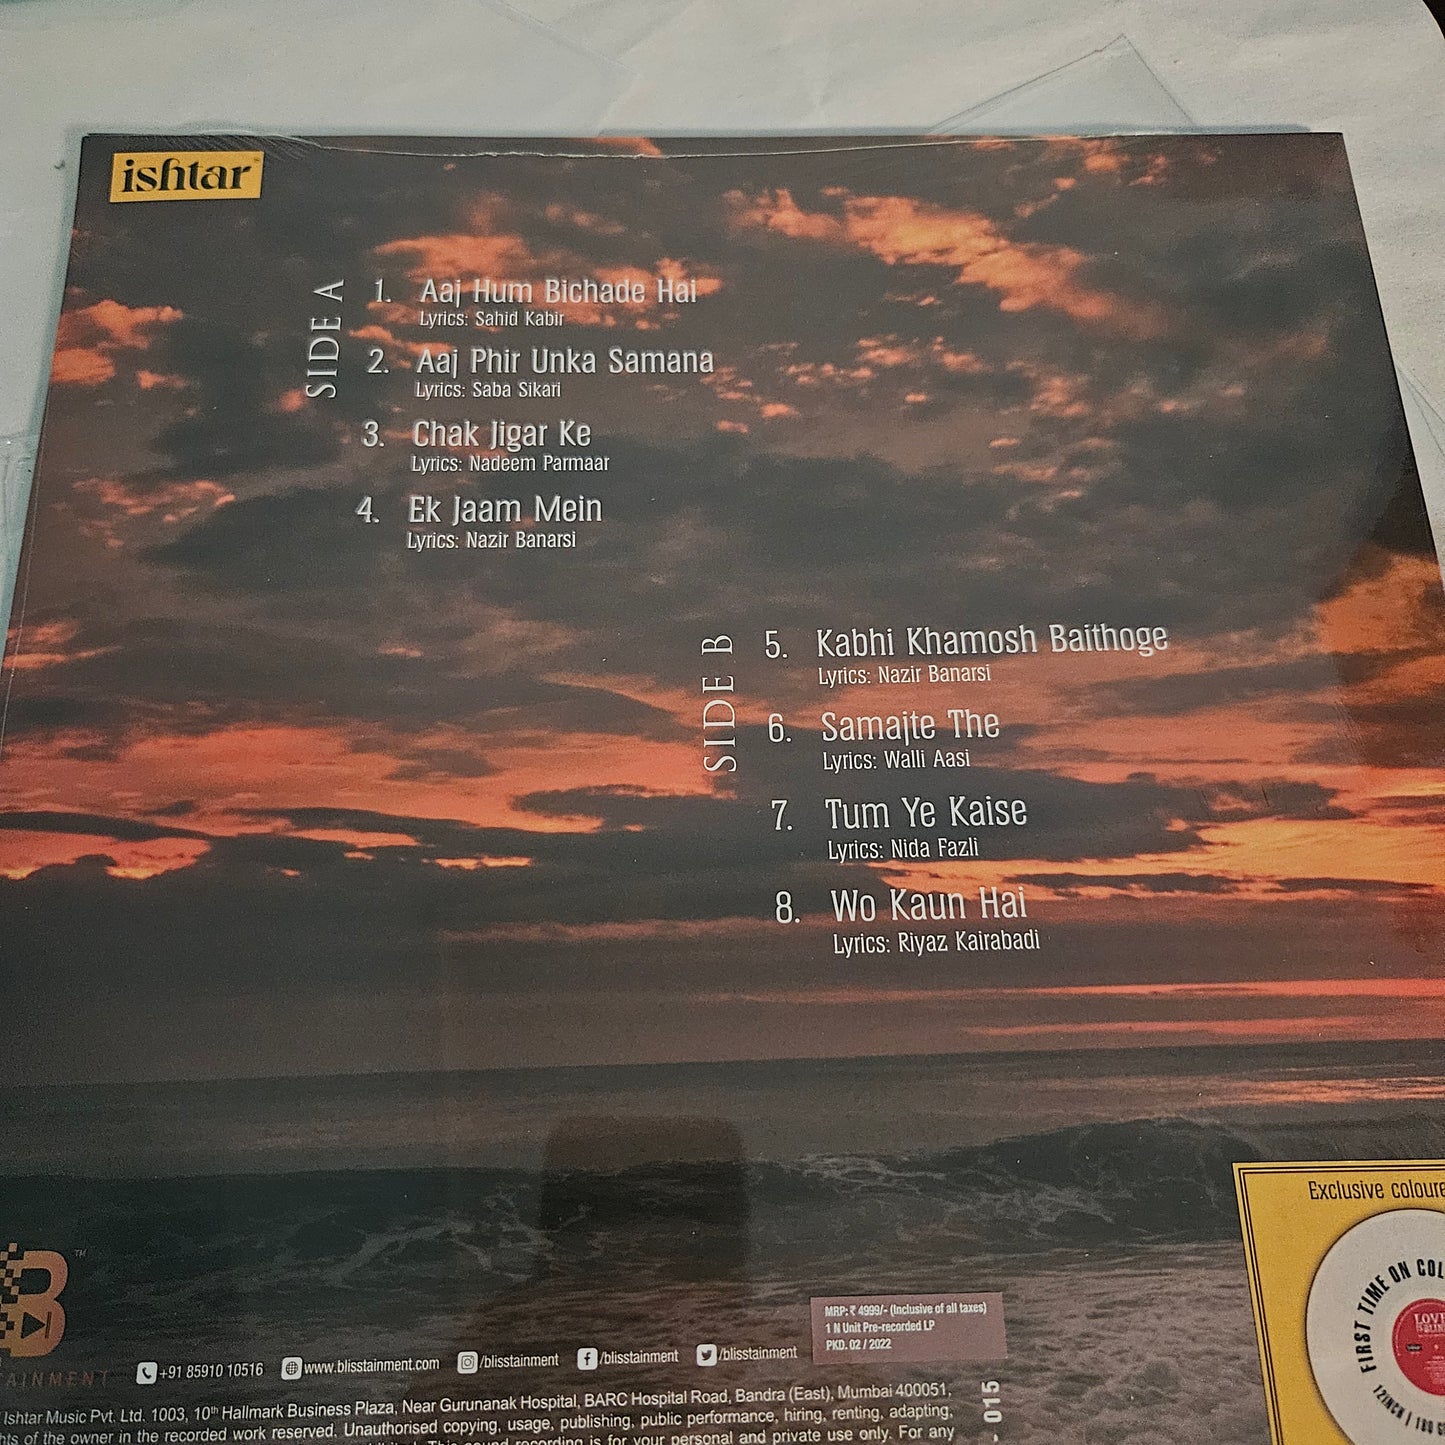 ishtar
SIDE A
1. Aaj Hum Bichade Hai
Lyrics: Sahid Kabir
2. Aaj Phir Unka Samana
Lyrics: Saba Sikari
3. Chak Jigar Ke
Lyrics: Nadeem Parmaar
4. Ek Jaam Mein
Lyrics: Nazir Banarsi
SIDE B
5. Kabhi Khamosh Baithoge
Lyrics: Nazir Banarsi
6. Samajte The
Lyrics: Walli Aasi
7. Tum Ye Kaise
Lyrics: Nida Fazli
8. Wo Kaun Hai
Lyrics: Riyaz Kairabadi
Exclusive
FIRST TIME ON
12INCH
B TM
MRP: ₹ 4999/- (Inclusive of all taxes)
1 N Unit Pre-recorded LP
PKD. 02 / 2022
+91 85910 10516 www.blisstainment.com /blisstainment /blisstainment /blisstainment
Ishtar Music Pvt. Ltd. 1003, 10th Hallmark Business Plaza, Near Gurunanak Hospital, BARC Hospital Road, Bandra (East), Mumbai 400051,
of the owner in the recorded work reserved. Unauthorised copying, usage, publishing, public performance, hiring, renting, adapting,
recording is for your personal and private use only. For any
- 015